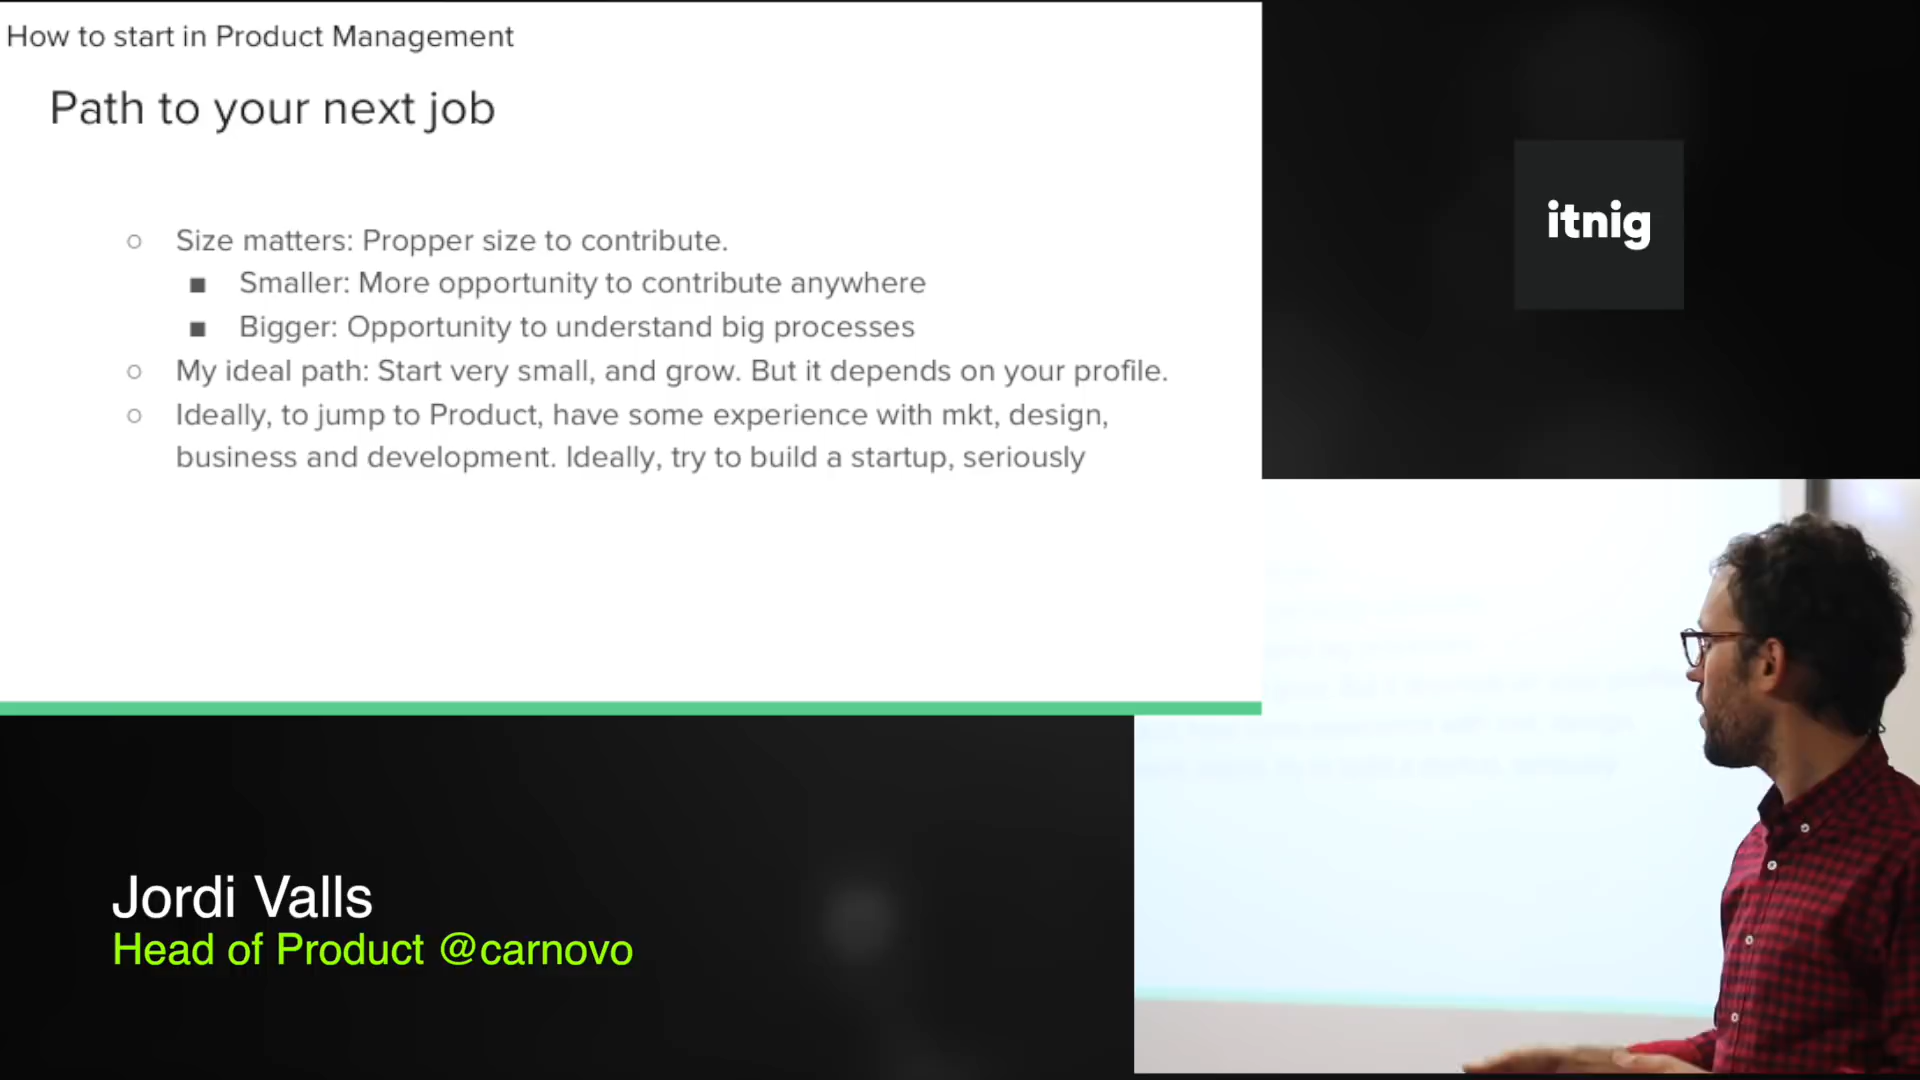 How to start in Product Management
Path to your next job
○ Size matters: Propper size to contribute.
■ Smaller: More opportunity to contribute anywhere
■ Bigger: Opportunity to understand big processes
○ My ideal path: Start very small, and grow. But it depends on your profile.
○ Ideally, to jump to Product, have some experience with mkt, design,
business and development. Ideally, try to build a startup, seriously
itnig
Jordi Valls
Head of Product @carnovo